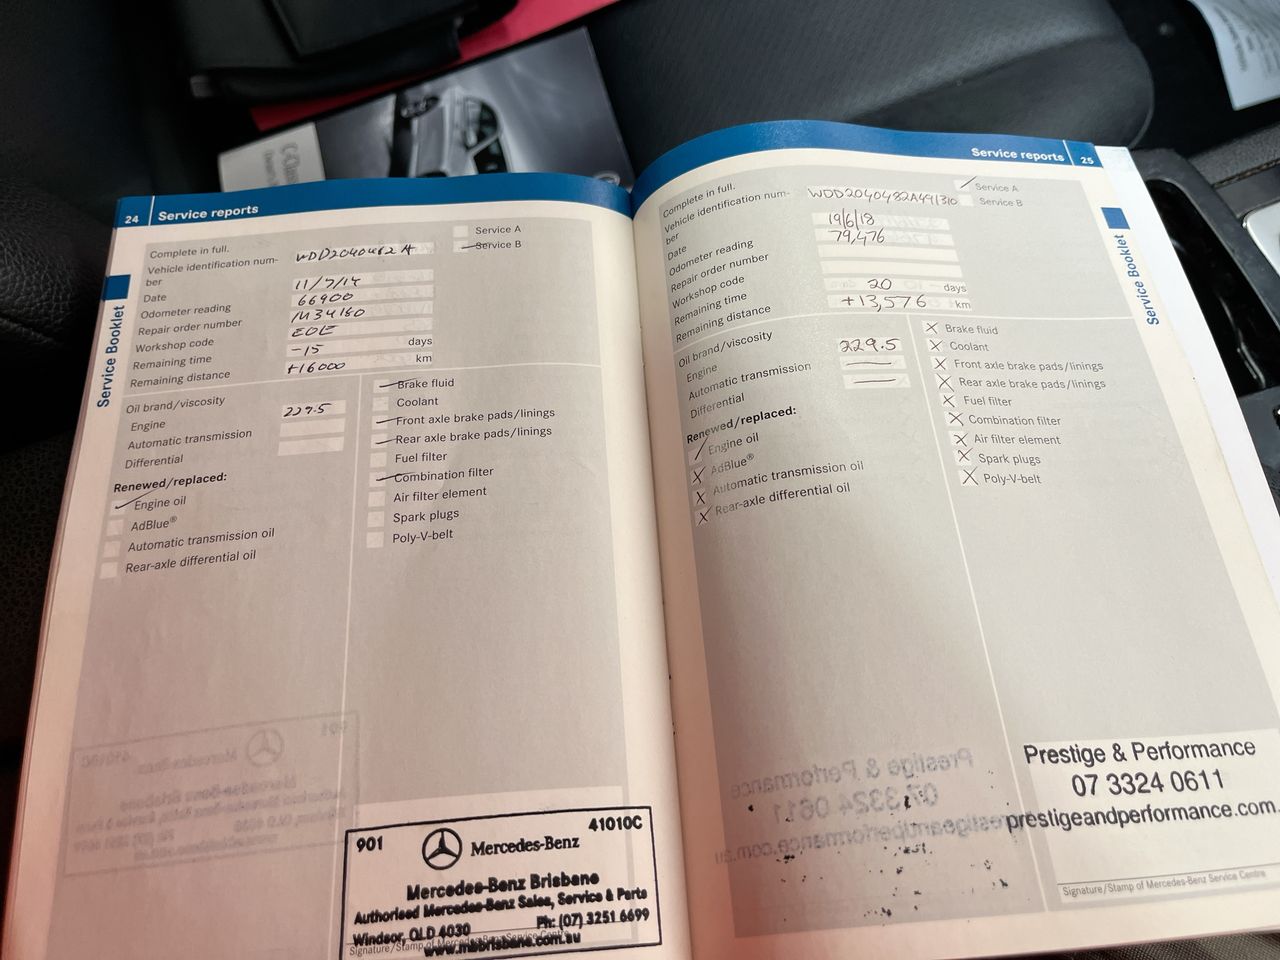 24 Service reports
Service A
Service B
Complete in full.
Vehicle identification num-
ber
WDD2040482A
Date
11/7/14
Odometer reading
66900
Repair order number
M34160
Workshop code
EOE
Remaining time
-15 days
Remaining distance
+16000 km
Oil brand/viscosity
Engine 229.5
Automatic transmission
Differential
Renewed/replaced:
Engine oil
AdBlue®
Automatic transmission oil
Rear-axle differential oil
Brake fluid
Coolant
Front axle brake pads/linings
Rear axle brake pads/linings
Fuel filter
Combination filter
Air filter element
Spark plugs
Poly-V-belt
Service Booklet
901 Mercedes-Benz 41010C
Mercedes-Benz Brisbane
Authorised Mercedes-Benz Sales, Service & Parts
Windsor, QLD 4030 Ph: (07) 3251 6699
www.mbbrisbane.com.au
Signature/Stamp of Mercedes-Benz Service Centre
Service reports 25
Service A
Service B
Complete in full.
Vehicle identification num-
ber
WDD2040482A491310
Date
19/6/18
Odometer reading
79,476
Repair order number
Workshop code
Remaining time
20 days
Remaining distance
+13,576 km
Oil brand/viscosity
Engine 229.5
Automatic transmission —
Differential —
Renewed/replaced:
Engine oil
AdBlue®
Automatic transmission oil
Rear-axle differential oil
Brake fluid
Coolant
Front axle brake pads/linings
Rear axle brake pads/linings
Fuel filter
Combination filter
Air filter element
Spark plugs
Poly-V-belt
Service Booklet
Prestige & Performance
07 3324 0611
prestigeandperformance.com.
Signature/Stamp of Mercedes-Benz Service Centre